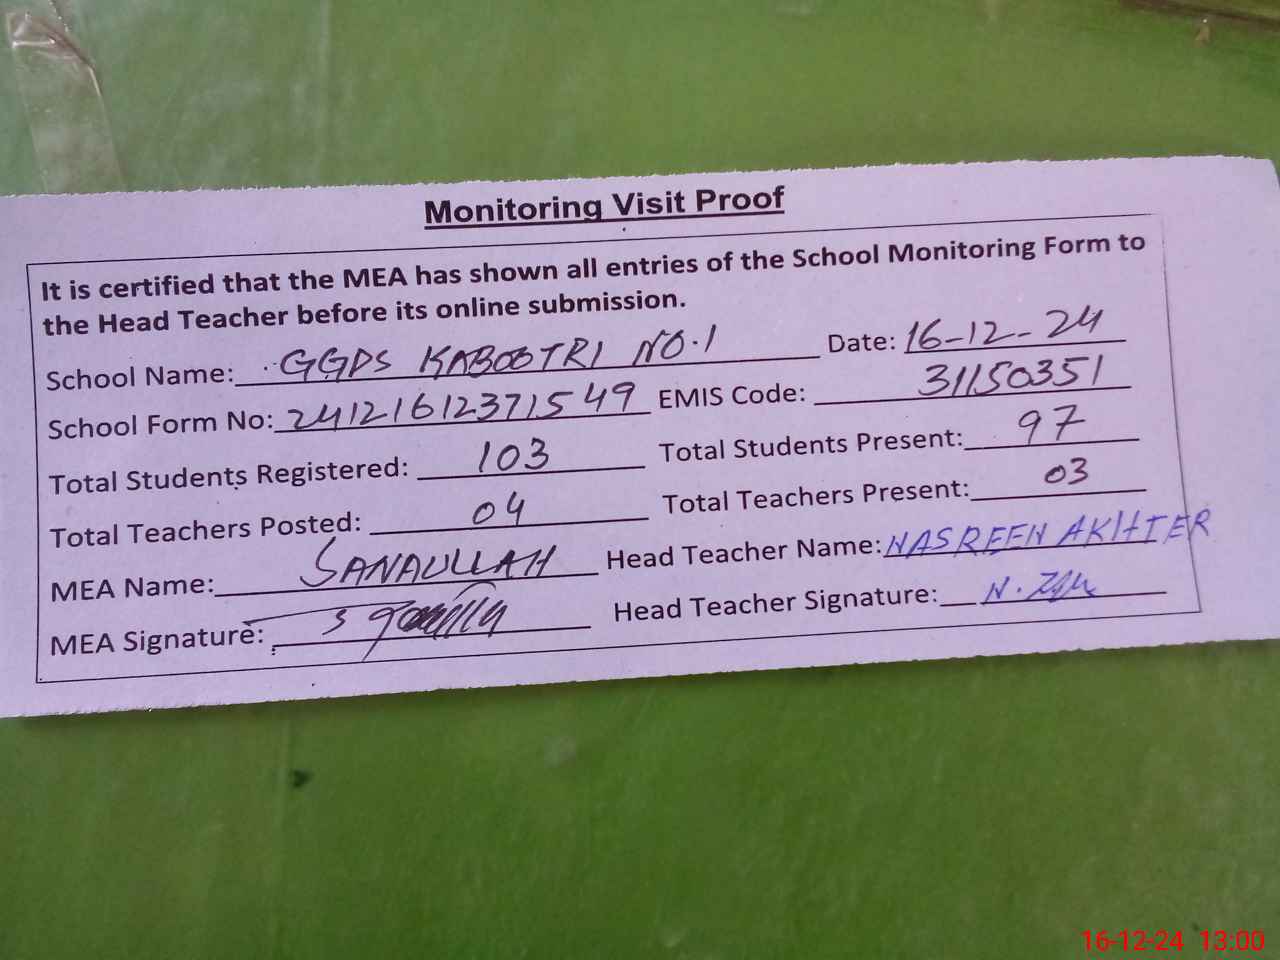 Monitoring Visit Proof
It is certified that the MEA has shown all entries of the School Monitoring Form to
the Head Teacher before its online submission.
School Name: GGPS KABOOTRI NO.1 Date: 16-12-24
School Form No: 24121612371549 EMIS Code: 31150351
Total Students Registered: 103 Total Students Present: 97
Total Teachers Posted: 04 Total Teachers Present: 03
MEA Name: SANAULLAH Head Teacher Name: NASREEN AKHTER
MEA Signature: Head Teacher Signature: N.
16-12-24 13:00